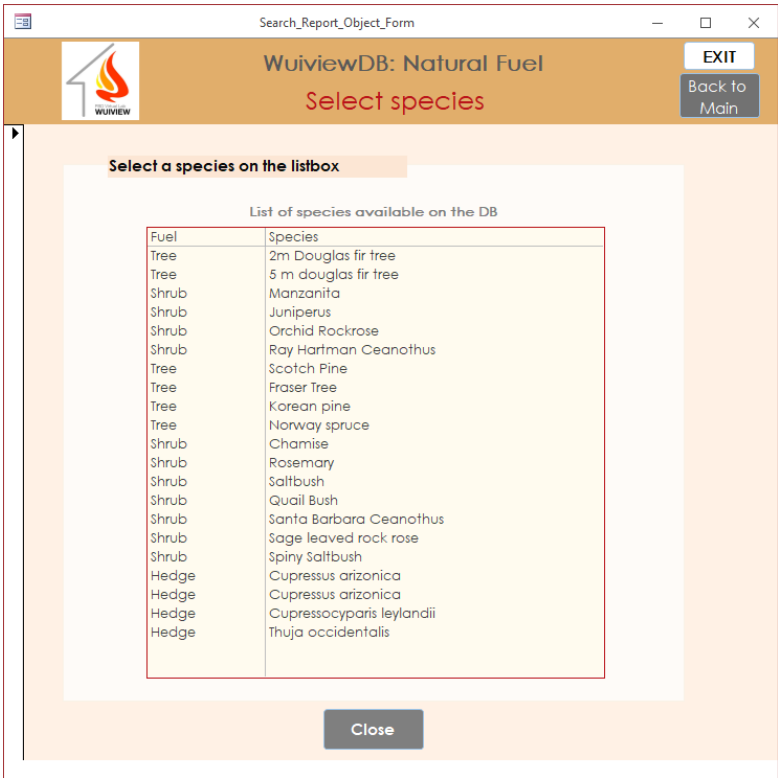 Search_Report_Object_Form
WuiviewDB: Natural Fuel
EXIT
Select species
Back to
Main
WUIVIEW
Select a species on the listbox
List of species available on the DB
Fuel Species
Tree 2m Douglas fir tree
Tree 5 m douglas fir tree
Shrub Manzanita
Shrub Juniperus
Shrub Orchid Rockrose
Shrub Ray Hartman Ceanothus
Tree Scotch Pine
Tree Fraser Tree
Tree Korean pine
Tree Norway spruce
Shrub Chamise
Shrub Rosemary
Shrub Saltbush
Shrub Quail Bush
Shrub Santa Barbara Ceanothus
Shrub Sage leaved rock rose
Shrub Spiny Saltbush
Hedge Cupressus arizonica
Hedge Cupressus arizonica
Hedge Cupressocyparis leylandii
Hedge Thuja occidentalis
Close